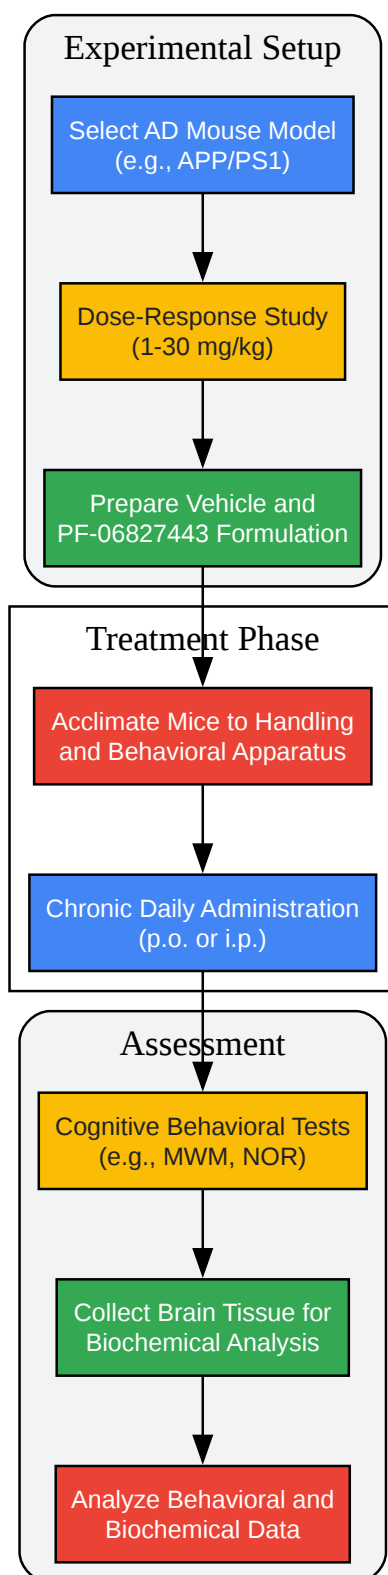 Experimental Setup
Select AD Mouse Model
(e.g., APP/PS1)
Dose-Response Study
(1-30 mg/kg)
Prepare Vehicle and
PF-06827443 Formulation
Treatment Phase
Acclimate Mice to Handling
and Behavioral Apparatus
Chronic Daily Administration
(p.o. or i.p.)
Assessment
Cognitive Behavioral Tests
(e.g., MWM, NOR)
Collect Brain Tissue for
Biochemical Analysis
Analyze Behavioral and
Biochemical Data